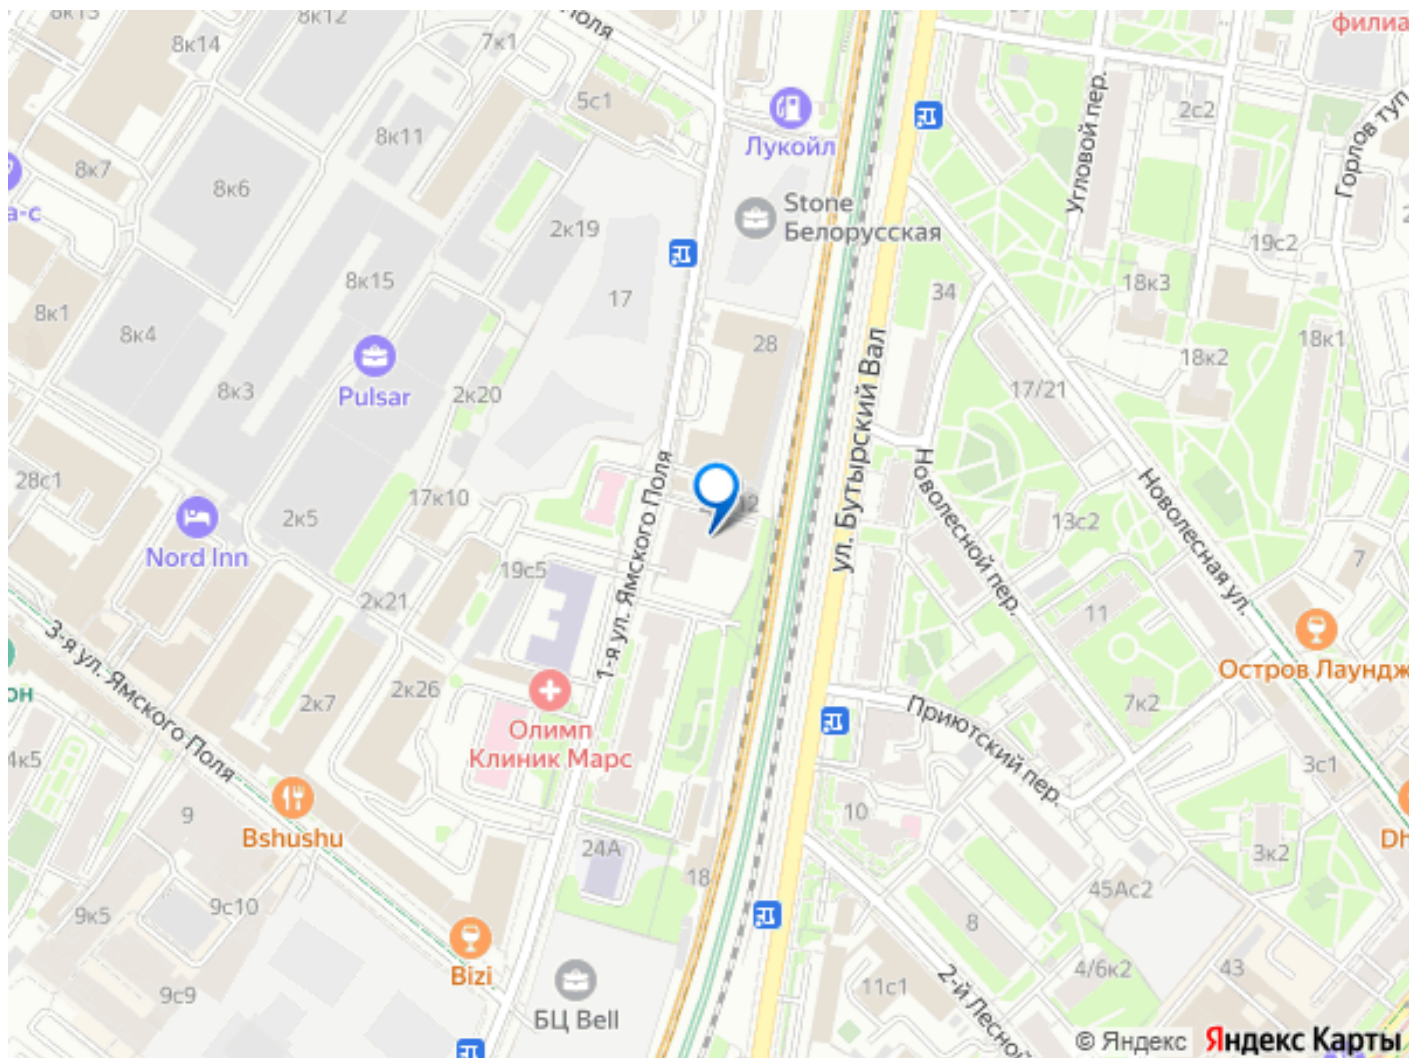 8к13
8к12
Поля
филиа
8к14
7к1
5с1
2с2
Угловой пер.
Горлов туп
8к11
Лукойл
8к7
8к6
а-с
Stone
Белорусская
2к19
19с2
8к15
17
34
18к3
8к1
8к4
28
18к1
18к2
Pulsar
8к3
2к20
17/21
ул. Бутырский Вал
28с1
17к10
1-я ул. Ямского Поля
Новолесной пер.
Новолесная ул.
2к5
13с2
Nord Inn
19с5
7
2к21
11
3-я ул. Ямского Поля
он
2к7
2к26
Остров Лаундж
7к2
Олимп
Клиник Марс
Приютский пер.
4к5
3с1
9
10
Bshushu
24А
3к2
Dh
18
45Ас2
9к5
9с10
8
Bizi
4/6к2
43
9с9
11с1
2-й Лесной
БЦ Bell
© Яндекс Яндекс Карты